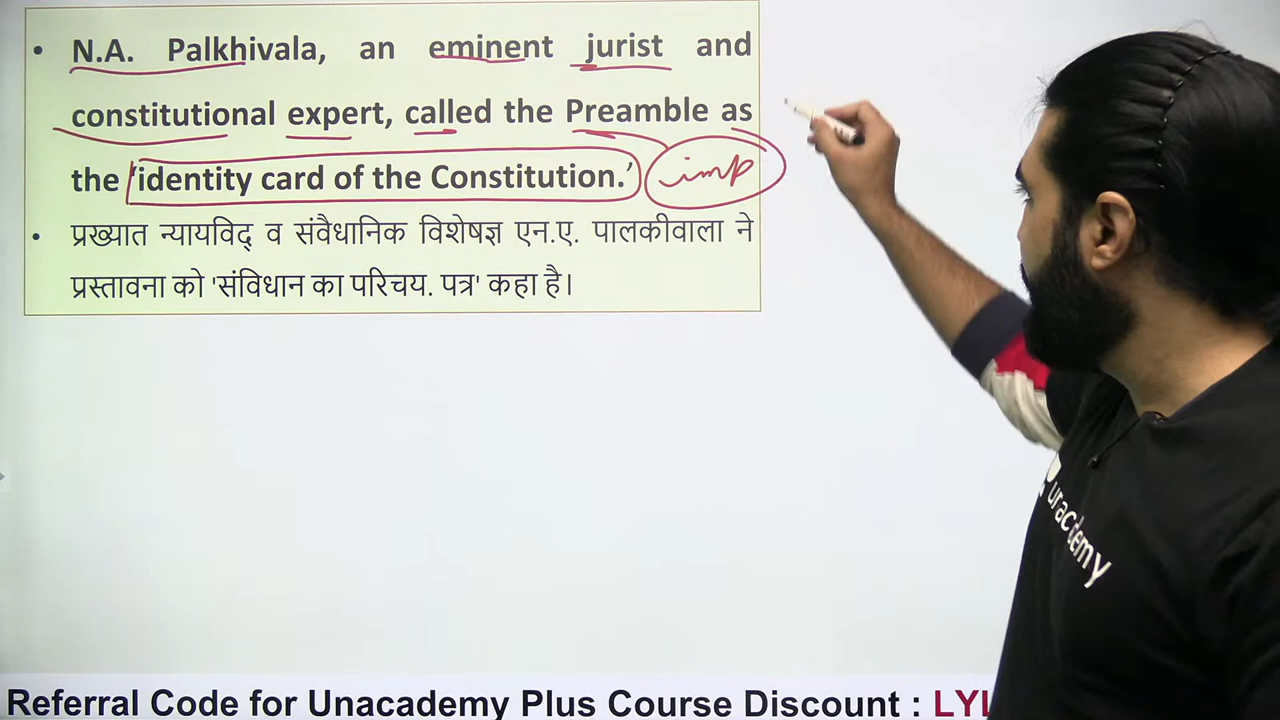 • N.A. Palkhivala, an eminent jurist and
constitutional expert, called the Preamble as
the 'identity card of the Constitution.' imp
• प्रख्यात न्यायविद् व संवैधानिक विशेषज्ञ एन.ए. पालकीवाला ने
प्रस्तावना को 'संविधान का परिचय. पत्र' कहा है।
unacademy
Referral Code for Unacademy Plus Course Discount :